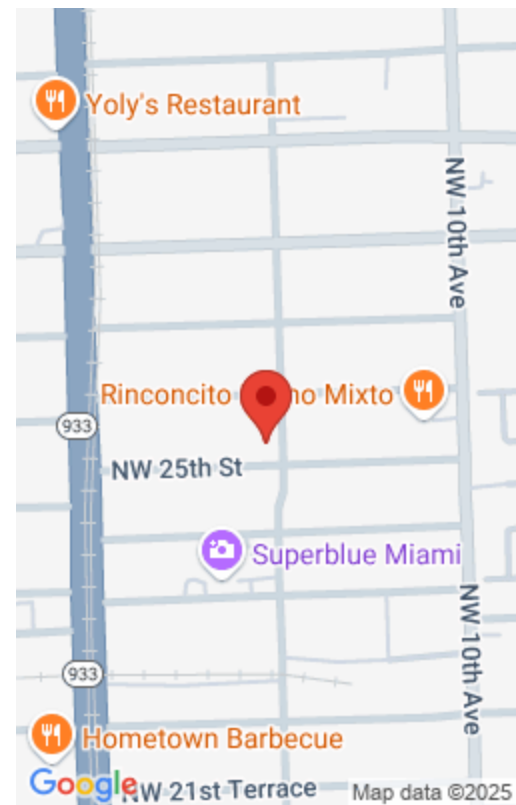 Yoly's Restaurant
NW 10th Ave
Rinconcito
no Mixto
933
NW 25th St
Superblue Miami
NW 10th Ave
933
Hometown Barbecue
Google
NW 21st Terrace
Map data ©2025